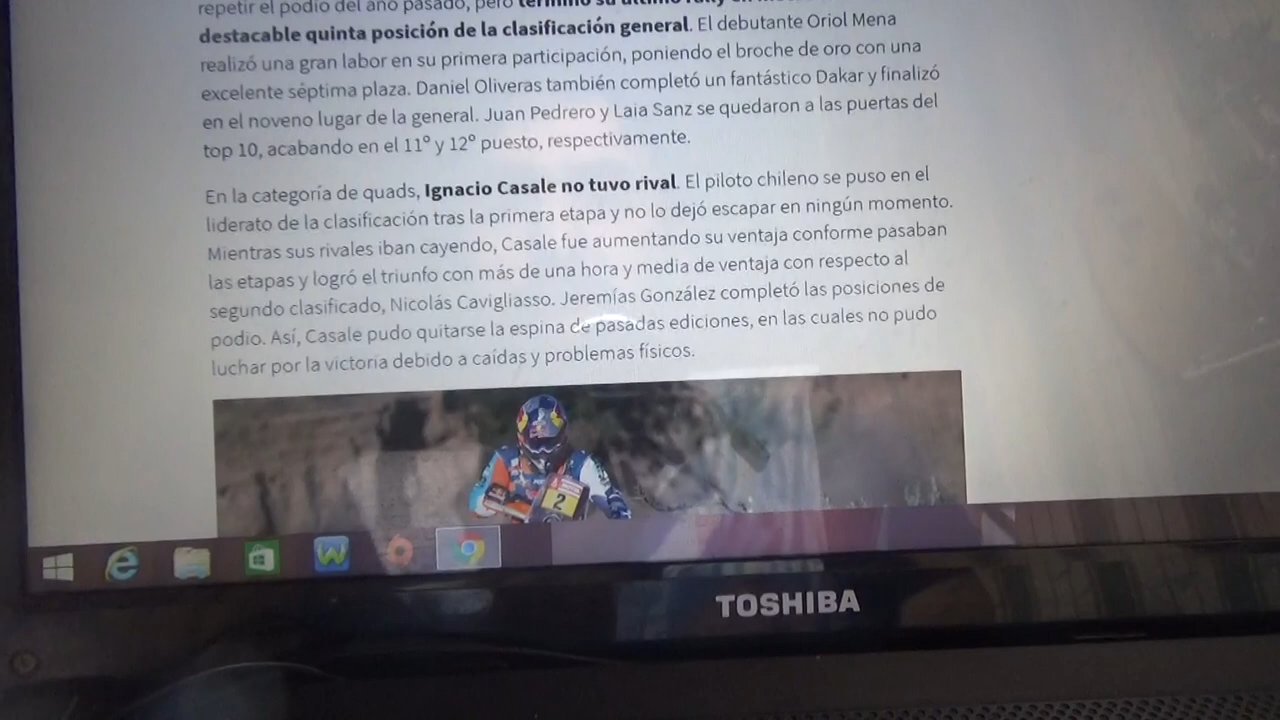 repetir el podio del año pasado, pero terminó su último rally en
destacable quinta posición de la clasificación general. El debutante Oriol Mena
realizó una gran labor en su primera participación, poniendo el broche de oro con una
excelente séptima plaza. Daniel Oliveras también completó un fantástico Dakar y finalizó
en el noveno lugar de la general. Juan Pedrero y Laia Sanz se quedaron a las puertas del
top 10, acabando en el 11º y 12º puesto, respectivamente.
En la categoría de quads, Ignacio Casale no tuvo rival. El piloto chileno se puso en el
liderato de la clasificación tras la primera etapa y no lo dejó escapar en ningún momento.
Mientras sus rivales iban cayendo, Casale fue aumentando su ventaja conforme pasaban
las etapas y logró el triunfo con más de una hora y media de ventaja con respecto al
segundo clasificado, Nicolás Cavigliasso. Jeremías González completó las posiciones de
podio. Así, Casale pudo quitarse la espina de pasadas ediciones, en las cuales no pudo
luchar por la victoria debido a caídas y problemas físicos.
2
TOSHIBA